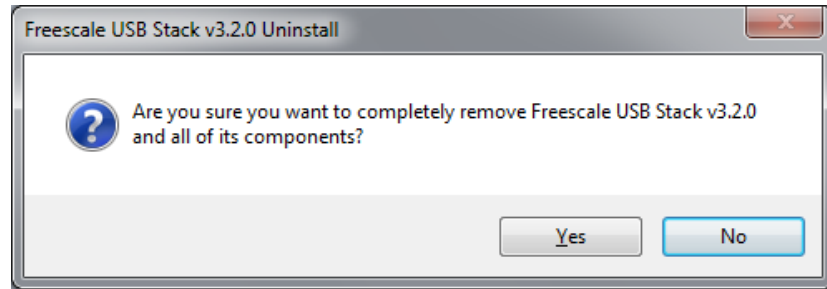 Freescale USB Stack v3.2.0 Uninstall
Are you sure you want to completely remove Freescale USB Stack v3.2.0
and all of its components?
Yes
No